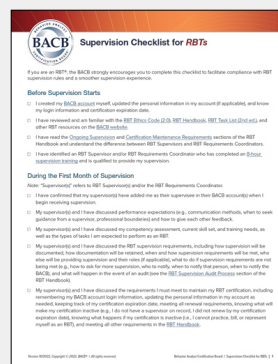 BEHAVIOR ANALYST
BACB
CERTIFICATION BOARD
Supervision Checklist for RBTs
If you are an RBT®, the BACB strongly encourages you to complete this checklist to facilitate compliance with RBT
supervision rules and a smoother supervision experience.
Before Supervision Starts
I created my BACB account myself, updated the personal information in my account (if applicable), and know
my login information and certification expiration date.
I have reviewed and am familiar with the RBT Ethics Code (2.0), RBT Handbook, RBT Task List (2nd ed.), and
other RBT resources on the BACB website.
I have read the Ongoing Supervision and Certification Maintenance Requirements sections of the RBT
Handbook and understand the difference between RBT Supervisors and RBT Requirements Coordinators.
I have identified an RBT Supervisor and/or RBT Requirements Coordinator who has completed an 8-hour
supervision training and is qualified to provide my supervision.
During the First Month of Supervision
Note: "Supervisor(s)" refers to RBT Supervisor(s) and/or the RBT Requirements Coordinator.
I have confirmed that my supervisor(s) have added me as their supervisee in their BACB account(s) when I
begin receiving supervision.
My supervisor(s) and I have discussed performance expectations (e.g., communication methods, when to seek
guidance from a supervisor, professional boundaries) and how to give each other feedback.
My supervisor(s) and I have discussed my competency assessment, current skill set, and training needs, as
well as the types of tasks I am expected to perform as an RBT.
My supervisor(s) and I have discussed the RBT supervision requirements, including how supervision will be
documented, how documentation will be retained, when and how supervision requirements will be met, who
else will be providing supervision and their roles (if applicable), what to do if supervision requirements are not
being met (e.g., how to ask for more supervision, who to notify, when to notify that person, when to notify the
BACB), and what will happen in the event of an audit (see the RBT Supervision Audit Process section of the
RBT Handbook).
My supervisor(s) and I have discussed the requirements I must meet to maintain my RBT certification, including
remembering my BACB account login information, updating the personal information in my account as
needed, keeping track of my certification expiration date, meeting all renewal requirements, knowing what will
make my certification inactive (e.g., I do not have a supervisor on record, I did not renew by my certification
expiration date), knowing what happens if my certification is inactive (i.e., I cannot practice, bill, or represent
myself as an RBT), and meeting all other requirements in the RBT Handbook.
Behavior Analyst Certification Board | Supervision Checklist for RBTs | 1